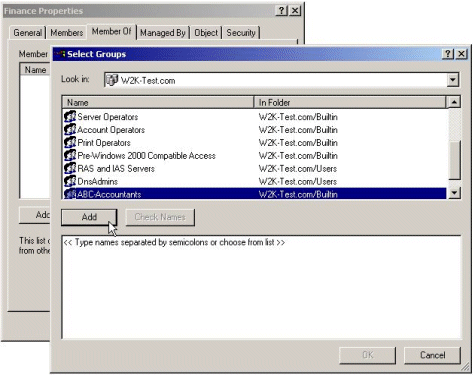 Finance Properties
General Members Member Of Managed By Object Security
Member
Name
Select Groups
Look in: W2K-Test.com
Name In Folder
Server Operators W2K-Test.com/Builtin
Account Operators W2K-Test.com/Builtin
Print Operators W2K-Test.com/Builtin
Pre-Windows 2000 Compatible Access W2K-Test.com/Builtin
RAS and IAS Servers W2K-Test.com/Users
DnsAdmins W2K-Test.com/Users
ABC-Accountants W2K-Test.com/Builtin
Add Check Names
<< Type names separated by semicolons or choose from list >>
OK Cancel
Add
This list
from othe